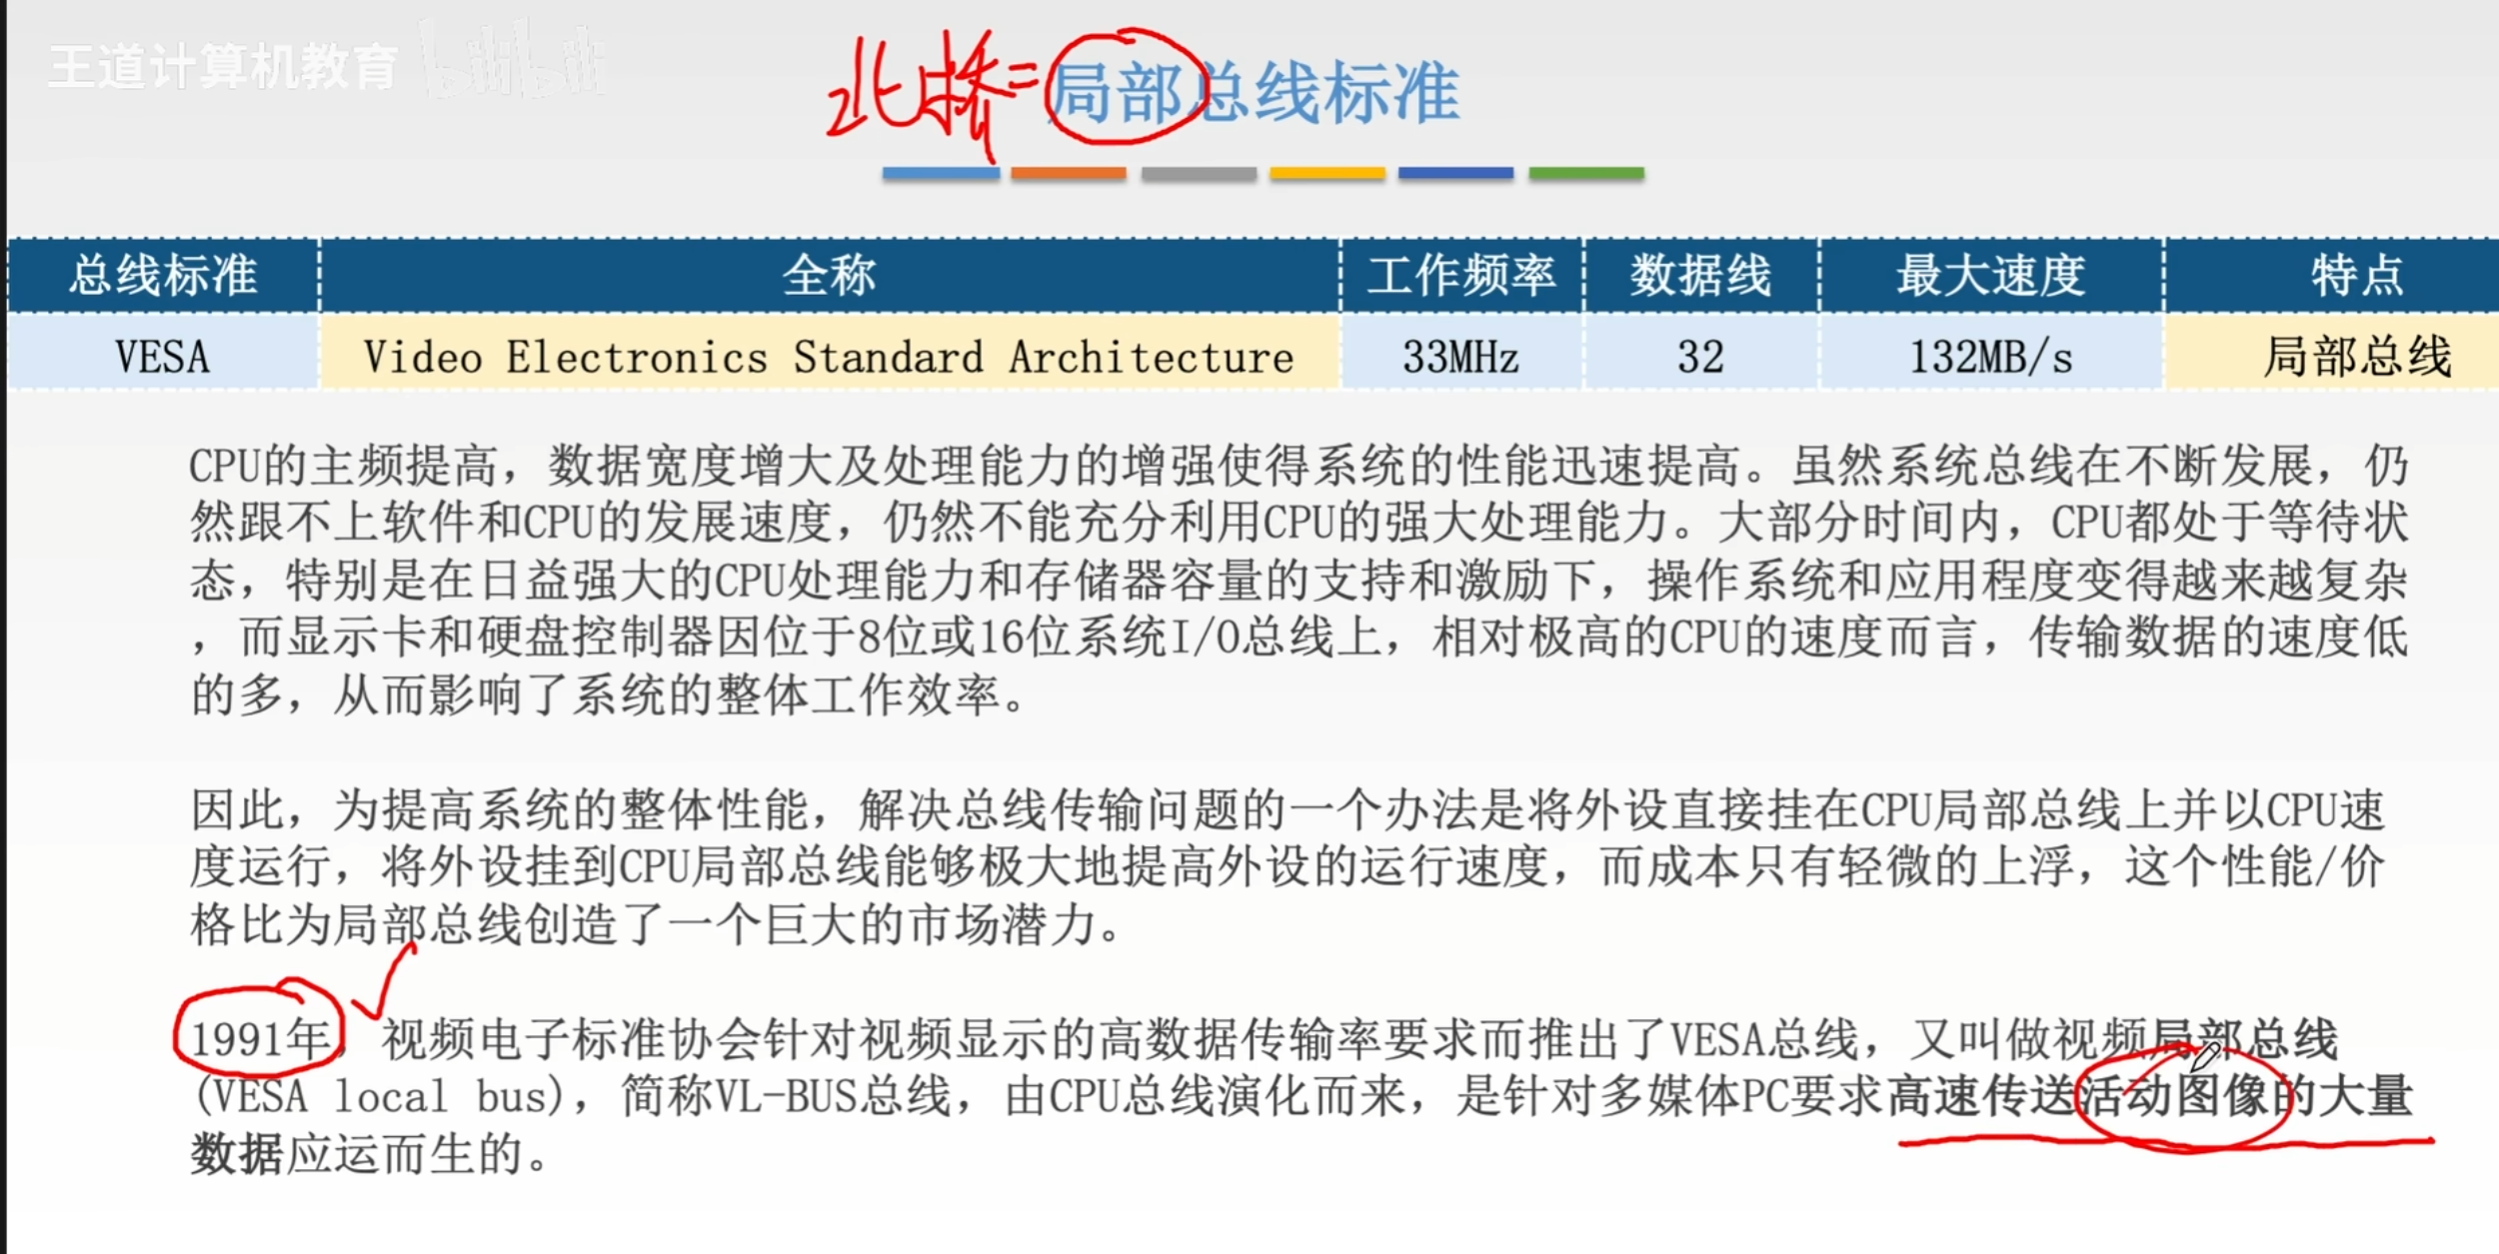 王道计算机教育 bilibili
北桥=局部总线标准
总线标准 全称 工作频率 数据线 最大速度 特点
VESA Video Electronics Standard Architecture 33MHz 32 132MB/s 局部总线
CPU的主频提高，数据宽度增大及处理能力的增强使得系统的性能迅速提高。虽然系统总线在不断发展，仍
然跟不上软件和CPU的发展速度，仍然不能充分利用CPU的强大处理能力。大部分时间内，CPU都处于等待状
态，特别是在日益强大的CPU处理能力和存储器容量的支持和激励下，操作系统和应用程度变得越来越复杂
，而显示卡和硬盘控制器因位于8位或16位系统I/O总线上，相对极高的CPU的速度而言，传输数据的速度低
的多，从而影响了系统的整体工作效率。
因此，为提高系统的整体性能，解决总线传输问题的一个办法是将外设直接挂在CPU局部总线上并以CPU速
度运行，将外设挂到CPU局部总线能够极大地提高外设的运行速度，而成本只有轻微的上浮，这个性能/价
格比为局部总线创造了一个巨大的市场潜力。
1991年，视频电子标准协会针对视频显示的高数据传输率要求而推出了VESA总线，又叫做视频局部总线
(VESA local bus)，简称VL-BUS总线，由CPU总线演化而来，是针对多媒体PC要求高速传送活动图像的大量
数据应运而生的。